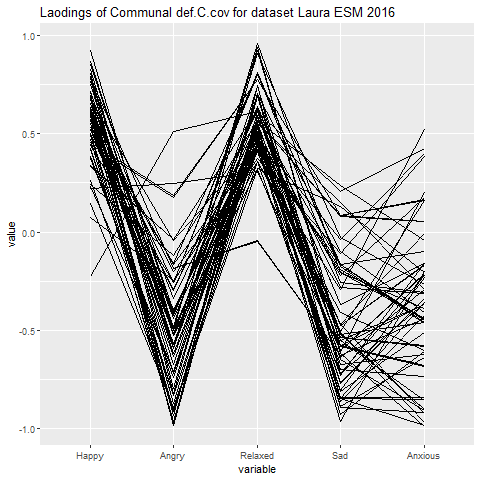 Laodings of Communal def.C.cov for dataset Laura ESM 2016
1.0
0.5
0.0
-0.5
-1.0
value
Happy Angry Relaxed Sad Anxious
variable